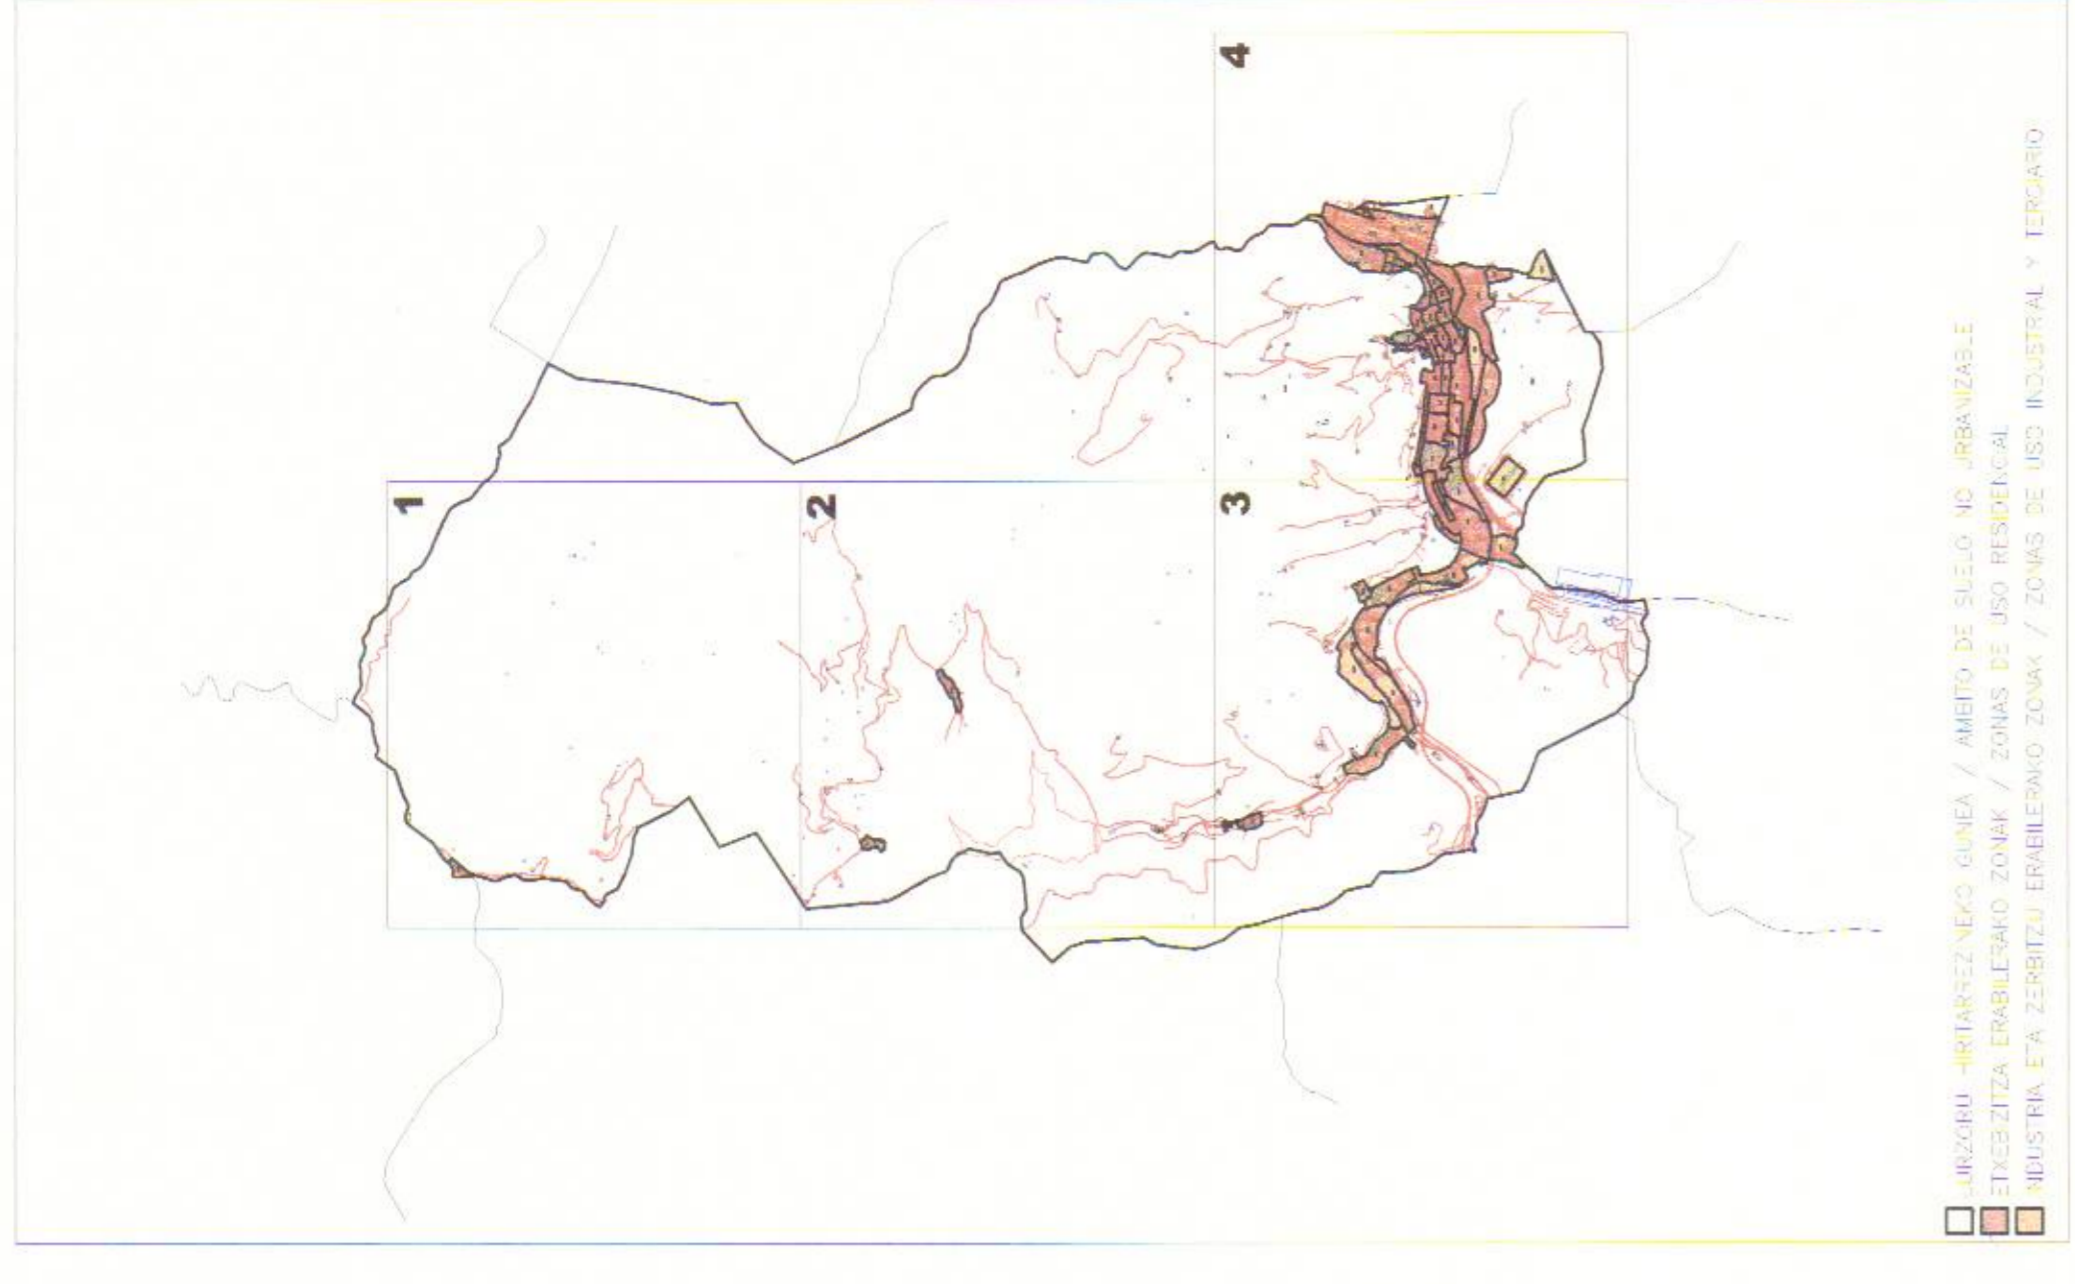 1
2
3
4
LURZORU HIRITARREZINEKO GUNEA / AMBITO DE SUELO NO URBANIZABLE
ETXEBIZITZA ERABILERAKO ZONAK / ZONAS DE USO RESIDENCIAL
INDUSTRIA ETA ZERBITZU ERABILERAKO ZONAK / ZONAS DE USO INDUSTRIAL Y TERCIARIO